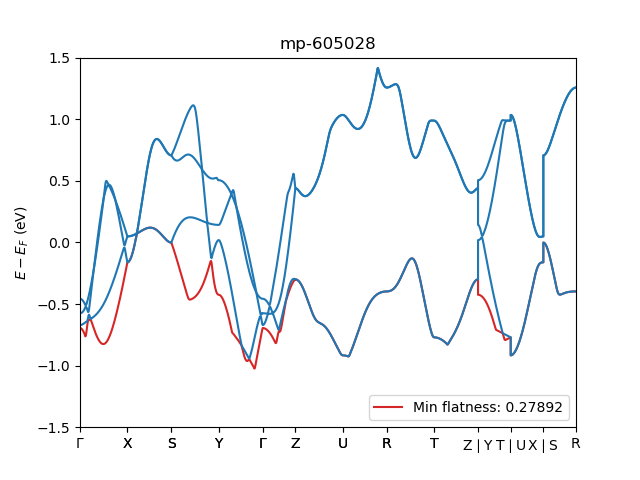 mp-605028
E − E_F (eV)
1.5
1.0
0.5
0.0
−0.5
−1.0
−1.5
Min flatness: 0.27892
Γ X S Y Γ Z U R T Z | Y T | U X | S R